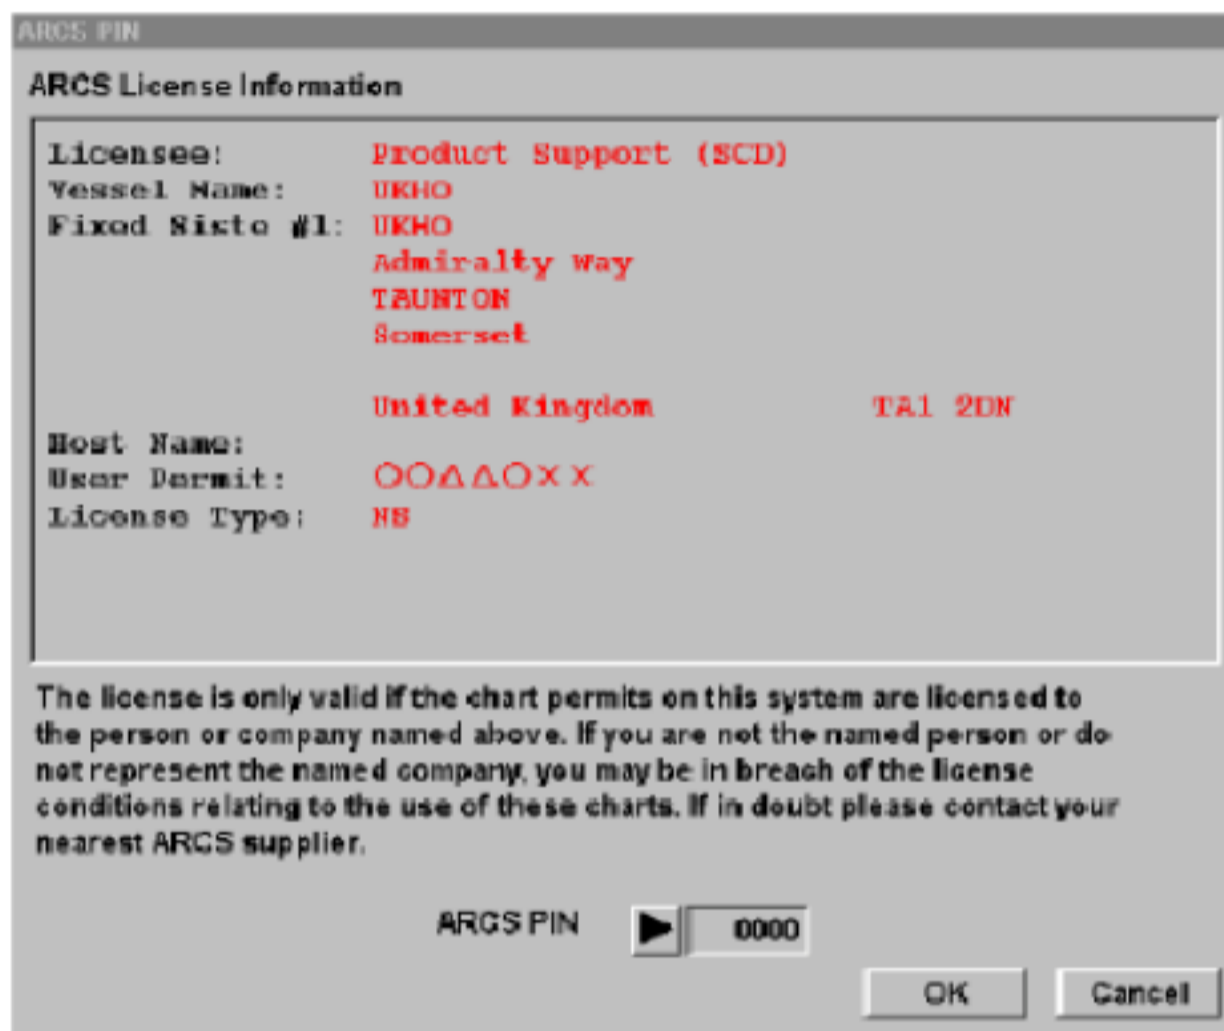 ARCS PIN
ARCS License Information
Licensee: Product Support (SCD)
Vessel Name: UKHO
Fixed Siste #1: UKHO
Admiralty Way
TAUNTON
Somerset
United Kingdom TA1 2DN
Host Name:
User Permit: ○○△△○××
License Type: NS
The license is only valid if the chart permits on this system are licensed to
the person or company named above. If you are not the named person or do
not represent the named company, you may be in breach of the license
conditions relating to the use of these charts. If in doubt please contact your
nearest ARCS supplier.
ARCS PIN 0000
OK Cancel